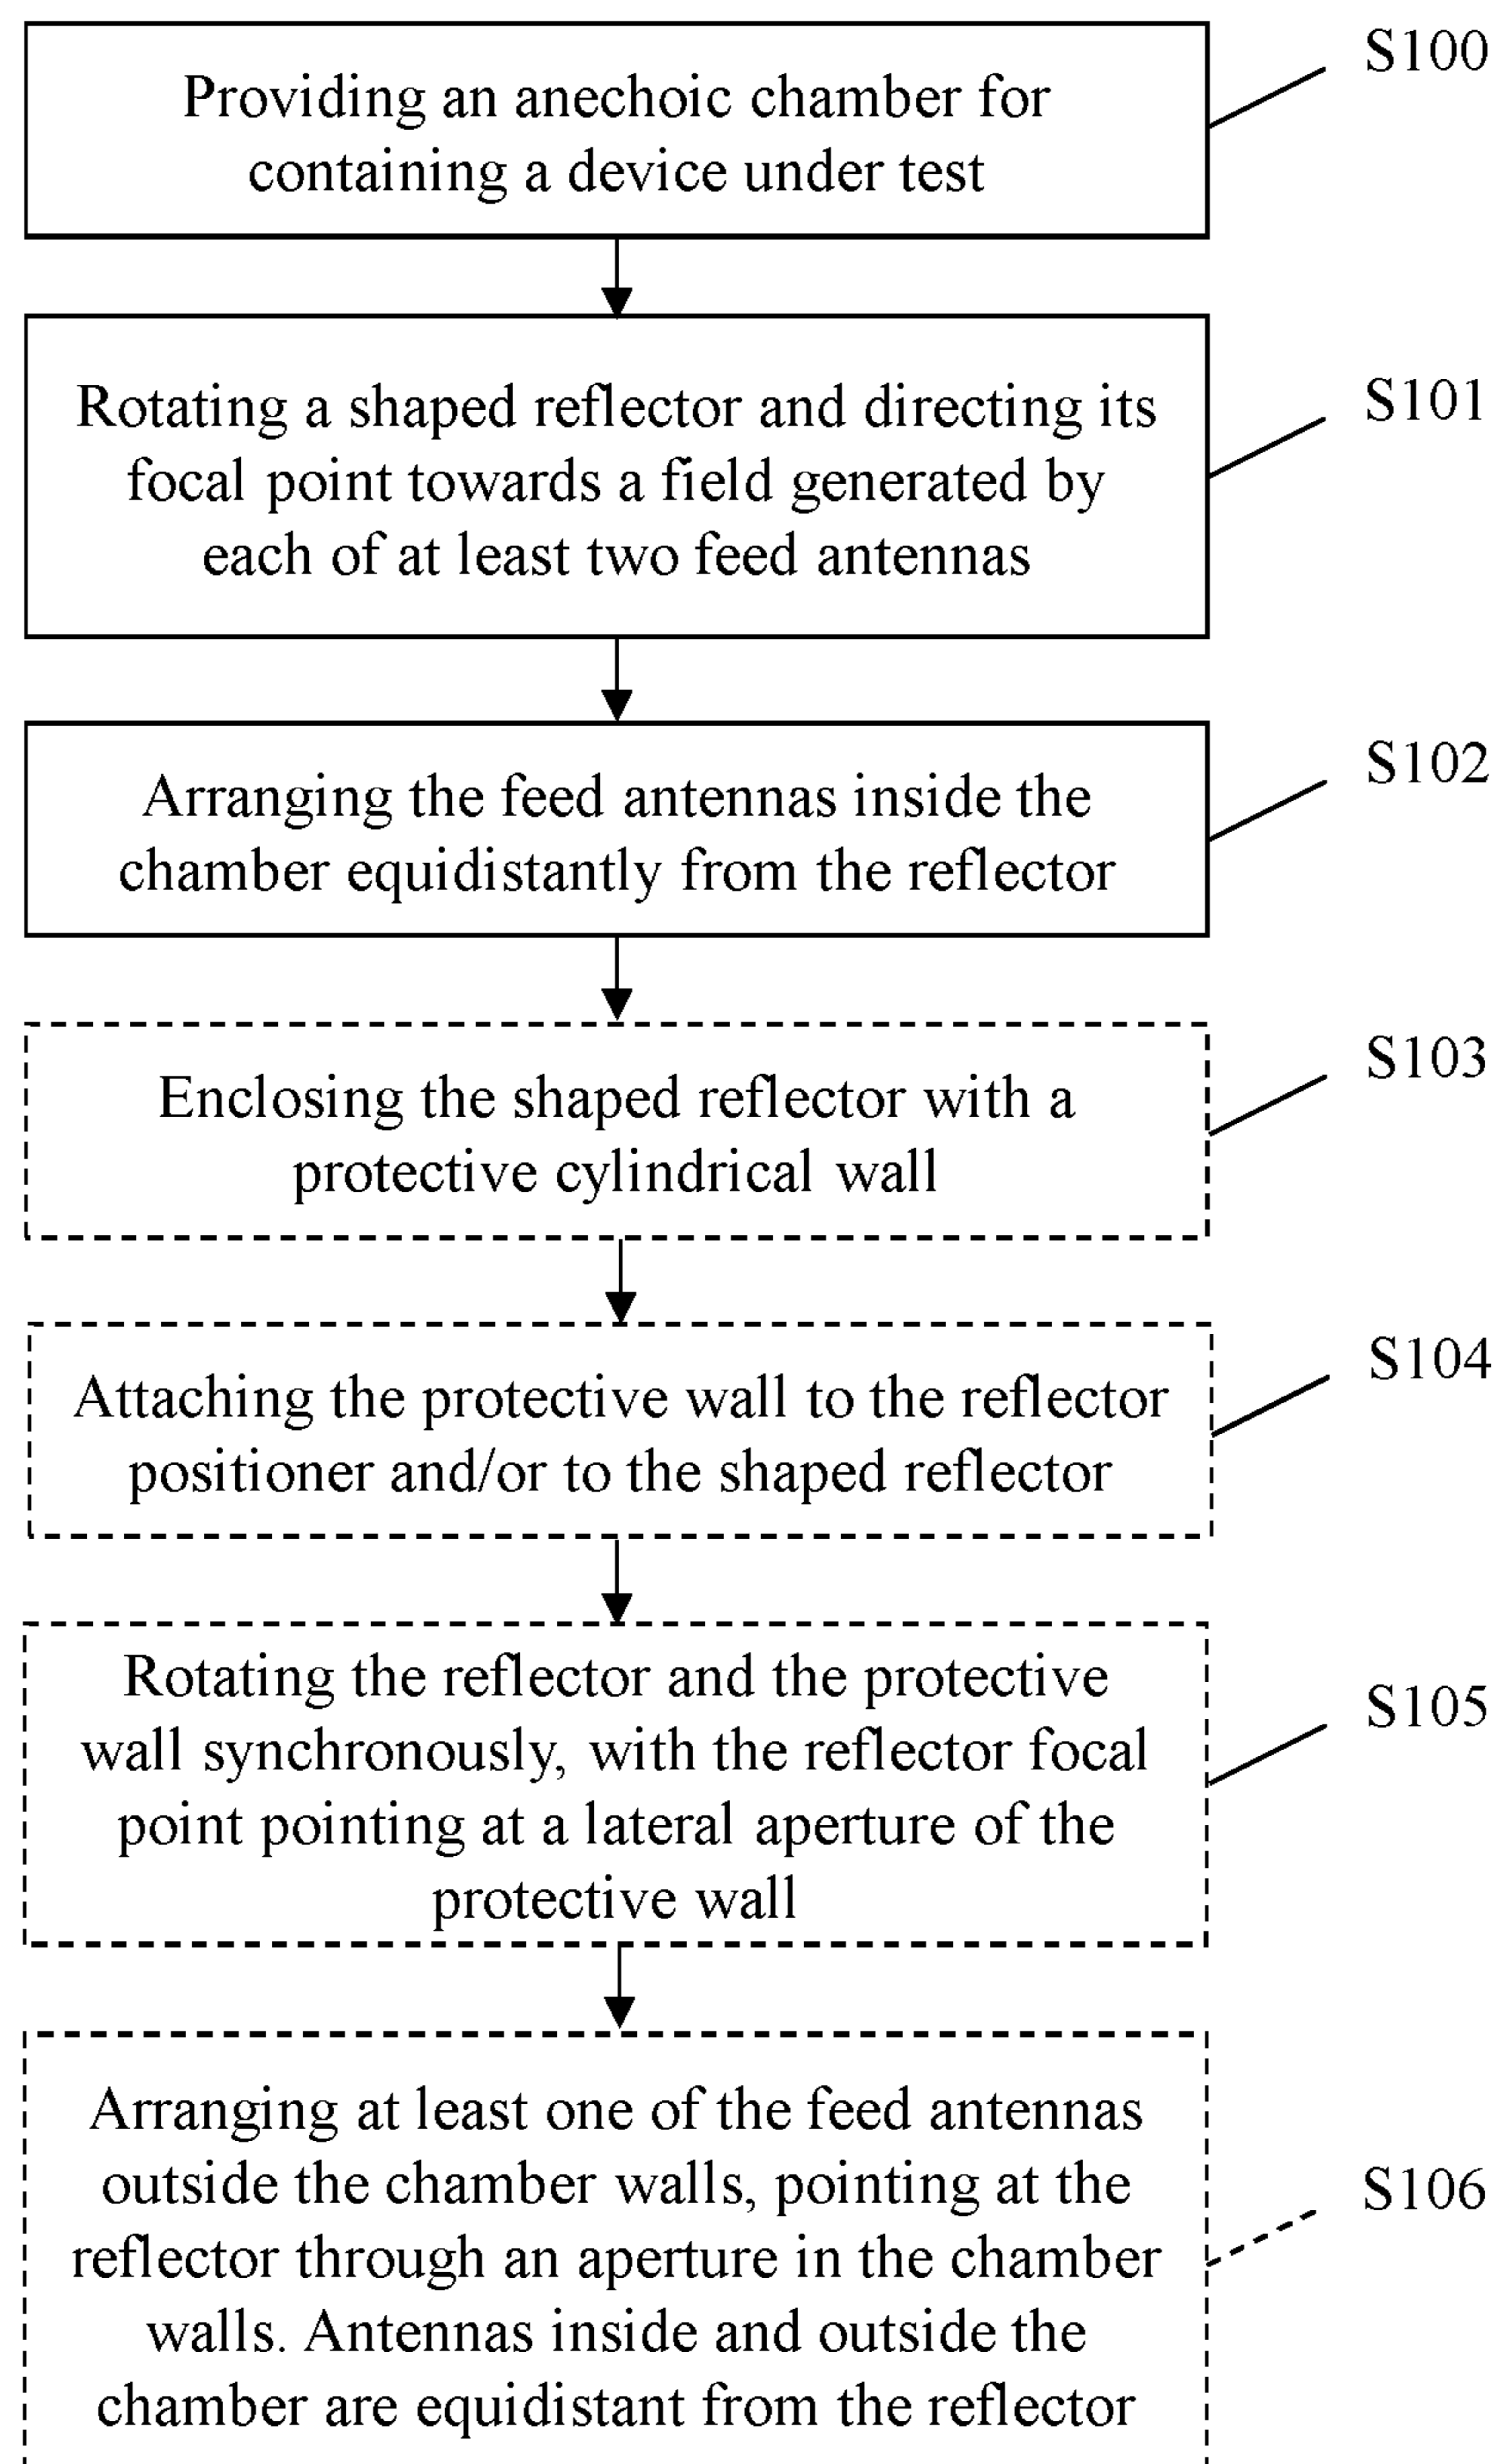 Providing an anechoic chamber for
containing a device under test
S100
Rotating a shaped reflector and directing its
focal point towards a field generated by
each of at least two feed antennas
S101
Arranging the feed antennas inside the
chamber equidistantly from the reflector
S102
Enclosing the shaped reflector with a
protective cylindrical wall
S103
Attaching the protective wall to the reflector
positioner and/or to the shaped reflector
S104
Rotating the reflector and the protective
wall synchronously, with the reflector focal
point pointing at a lateral aperture of the
protective wall
S105
Arranging at least one of the feed antennas
outside the chamber walls, pointing at the
reflector through an aperture in the chamber
walls. Antennas inside and outside the
chamber are equidistant from the reflector
S106